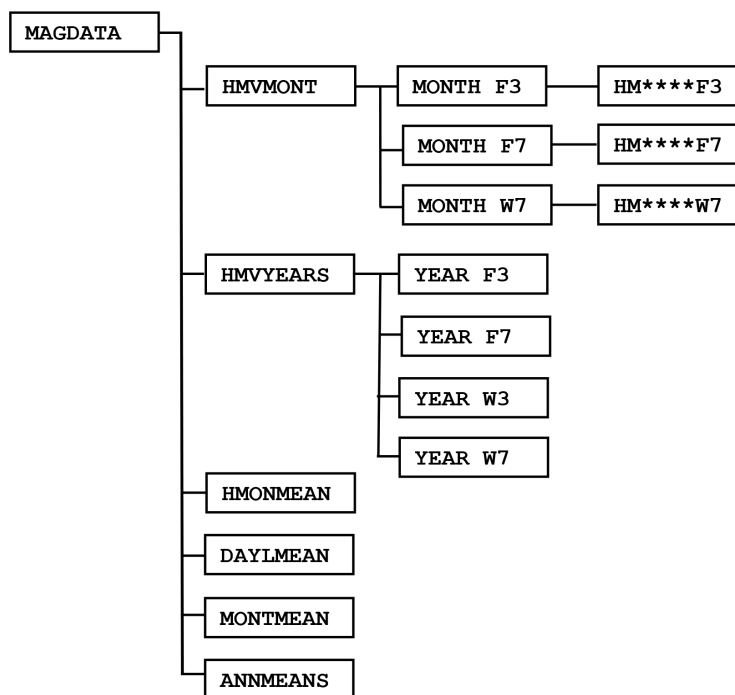 MAGDATA
HMVMONT
MONTH F3
HM****F3
MONTH F7
HM****F7
MONTH W7
HM****W7
HMVYEARS
YEAR F3
YEAR F7
YEAR W3
YEAR W7
HMONMEAN
DAYLMEAN
MONTMEAN
ANNMEANS